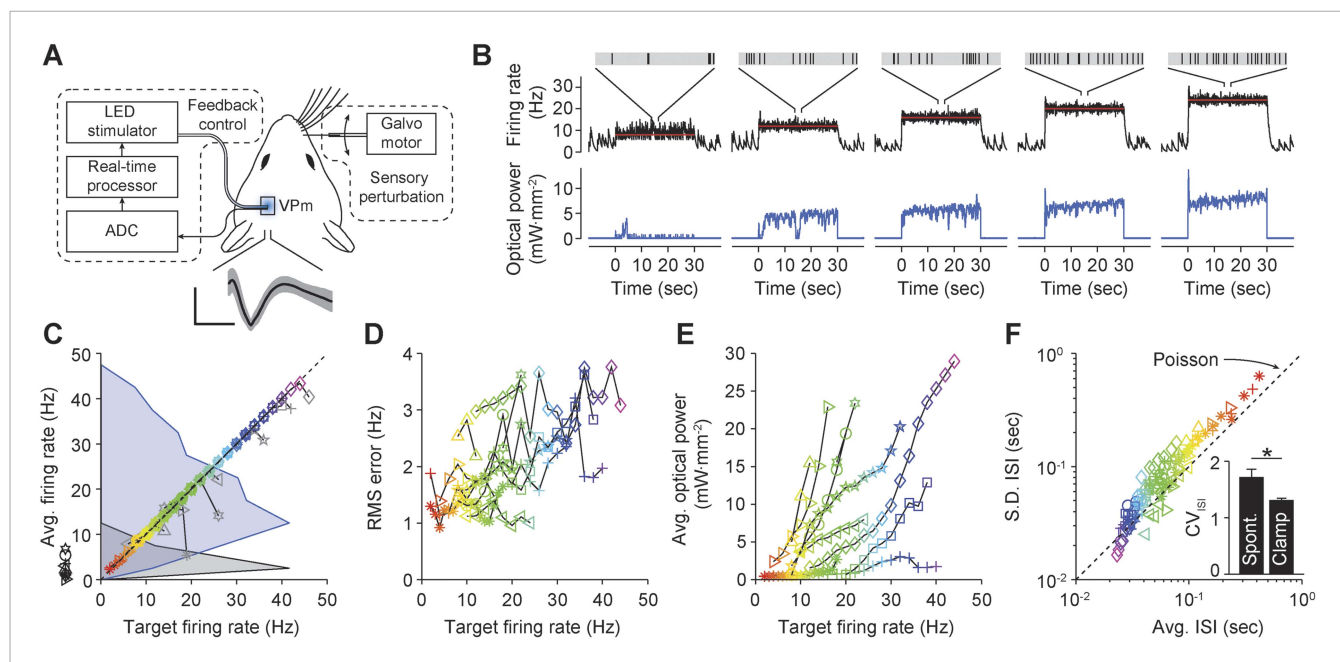 A
LED
stimulator
Feedback
control
Real-time
processor
ADC
VPm
Galvo
motor
Sensory
perturbation
B
Firing rate
(Hz)
30
20
10
0
Optical power
(mW·mm-2)
10
5
0
0 10 20 30
0 10 20 30
0 10 20 30
0 10 20 30
0 10 20 30
Time (sec)
Time (sec)
Time (sec)
Time (sec)
Time (sec)
C
Avg. firing rate (Hz)
50
40
30
20
10
0
0 10 20 30 40 50
Target firing rate (Hz)
D
RMS error (Hz)
4
3
2
1
0
0 10 20 30 40 50
Target firing rate (Hz)
E
Avg. optical power
(mW·mm-2)
30
25
20
15
10
5
0
0 10 20 30 40 50
Target firing rate (Hz)
F
S.D. ISI (sec)
10^0
10^-1
10^-2
Poisson
CV_ISI
2
1
0
*
Spont.
Clamp
10^-2 10^-1 10^0
Avg. ISI (sec)